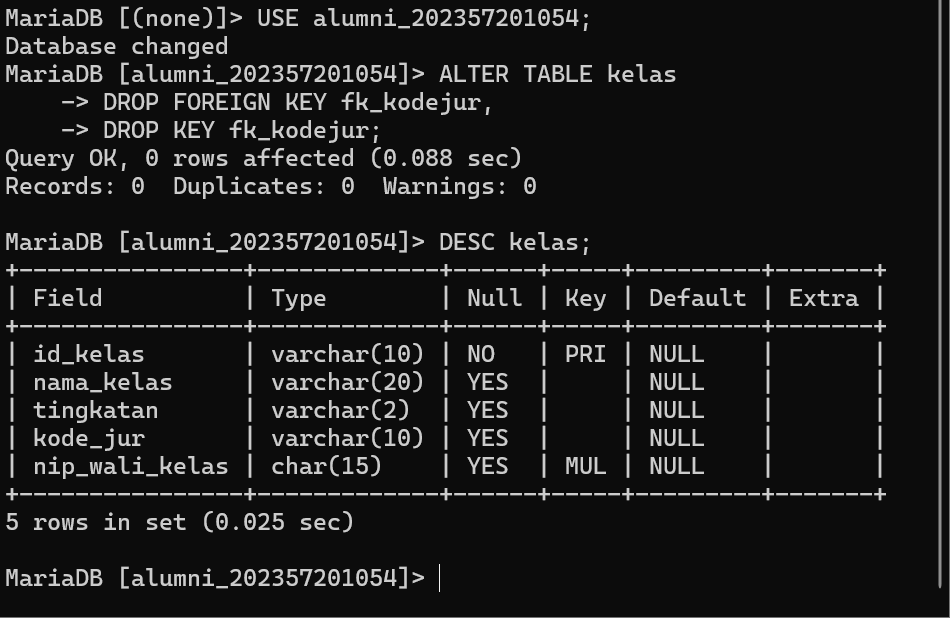 MariaDB [(none)]> USE alumni_202357201054;
Database changed
MariaDB [alumni_202357201054]> ALTER TABLE kelas
    -> DROP FOREIGN KEY fk_kodejur,
    -> DROP KEY fk_kodejur;
Query OK, 0 rows affected (0.088 sec)
Records: 0  Duplicates: 0  Warnings: 0

MariaDB [alumni_202357201054]> DESC kelas;
+----------------+-------------+------+-----+---------+-------+
| Field          | Type        | Null | Key | Default | Extra |
+----------------+-------------+------+-----+---------+-------+
| id_kelas       | varchar(10) | NO   | PRI | NULL    |       |
| nama_kelas     | varchar(20) | YES  |     | NULL    |       |
| tingkatan      | varchar(2)  | YES  |     | NULL    |       |
| kode_jur       | varchar(10) | YES  |     | NULL    |       |
| nip_wali_kelas | char(15)    | YES  | MUL | NULL    |       |
+----------------+-------------+------+-----+---------+-------+
5 rows in set (0.025 sec)

MariaDB [alumni_202357201054]>